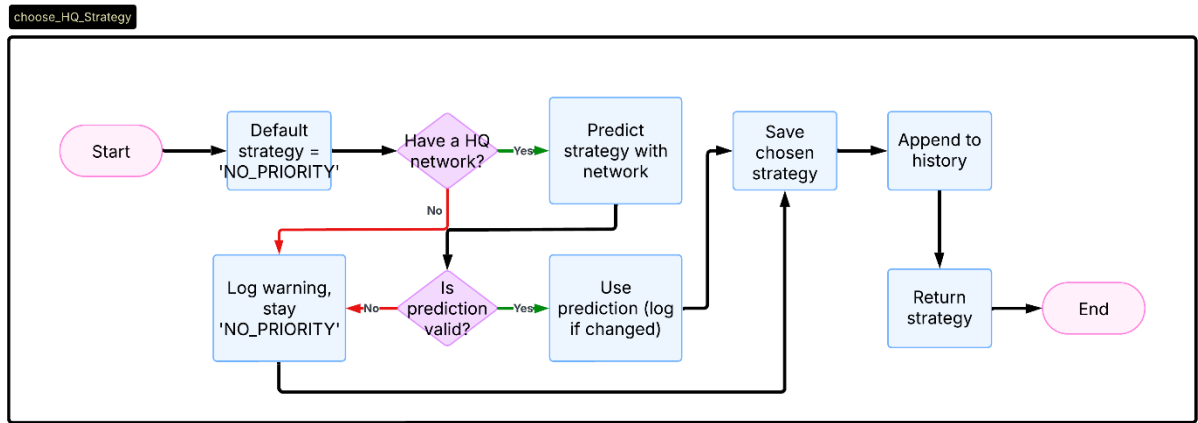 choose_HQ_Strategy
Start
Default
strategy =
'NO_PRIORITY'
Have a HQ
network?
Yes
Predict
strategy with
network
Save
chosen
strategy
Append to
history
No
Log warning,
stay
'NO_PRIORITY'
No
Is
prediction
valid?
Yes
Use
prediction (log
if changed)
Return
strategy
End